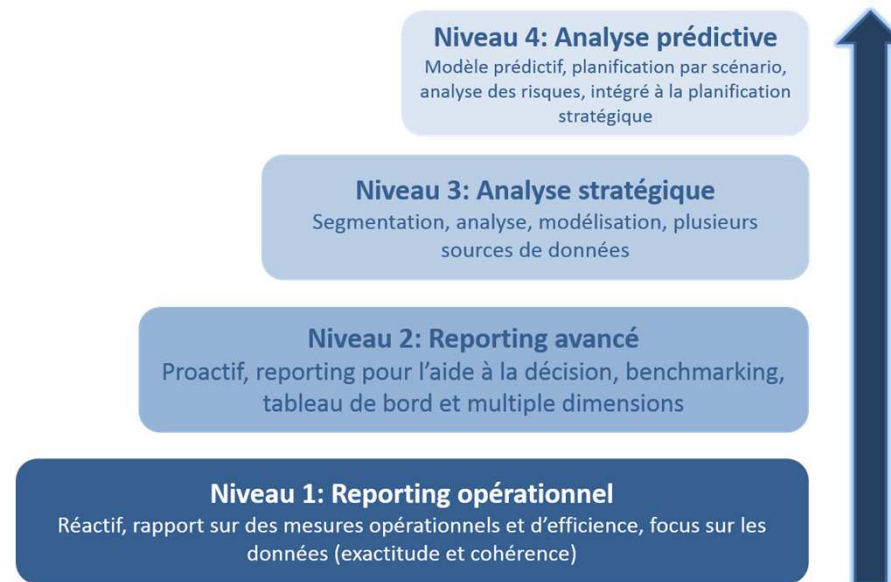 Niveau 4: Analyse prédictive
Modèle prédictif, planification par scénario,
analyse des risques, intégré à la planification
stratégique
Niveau 3: Analyse stratégique
Segmentation, analyse, modélisation, plusieurs
sources de données
Niveau 2: Reporting avancé
Proactif, reporting pour l’aide à la décision, benchmarking,
tableau de bord et multiple dimensions
Niveau 1: Reporting opérationnel
Réactif, rapport sur des mesures opérationnels et d’efficience, focus sur les
données (exactitude et cohérence)